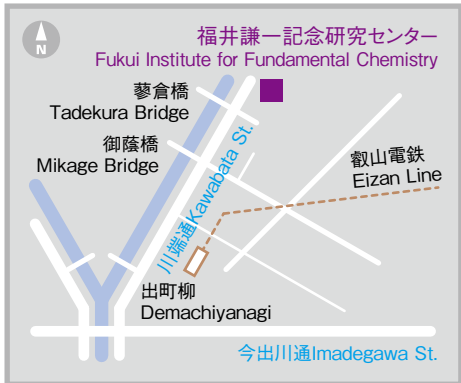 N
福井謙一記念研究センター
Fukui Institute for Fundamental Chemistry
蓼倉橋
Tadekura Bridge
御蔭橋
Mikage Bridge
川端通Kawabata St.
叡山電鉄
Eizan Line
出町柳
Demachiyanagi
今出川通Imadegawa St.